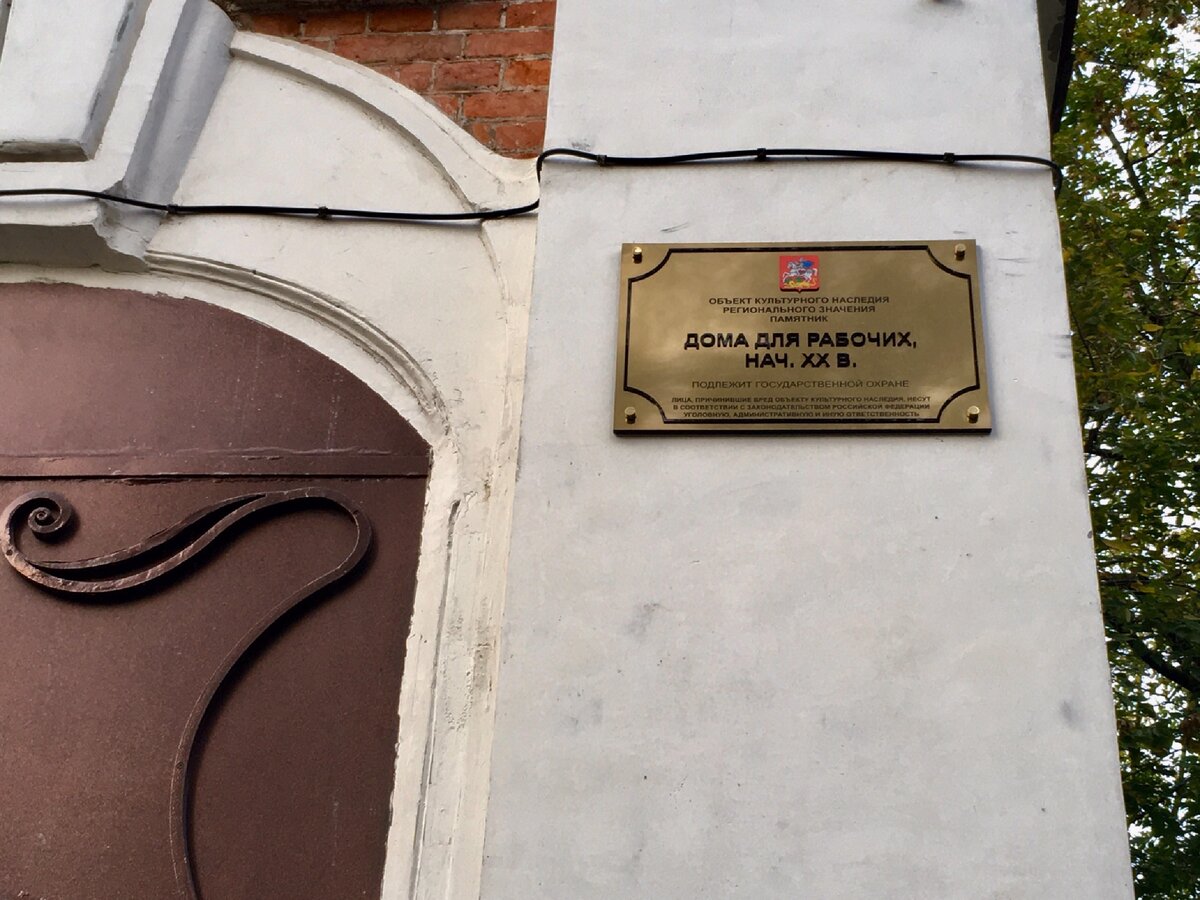 ОБЪЕКТ КУЛЬТУРНОГО НАСЛЕДИЯ
РЕГИОНАЛЬНОГО ЗНАЧЕНИЯ
ПАМЯТНИК
ДОМА ДЛЯ РАБОЧИХ,
НАЧ. XX В.
ПОДЛЕЖИТ ГОСУДАРСТВЕННОЙ ОХРАНЕ
ЛИЦА, ПРИЧИНИВШИЕ ВРЕД ОБЪЕКТУ КУЛЬТУРНОГО НАСЛЕДИЯ, НЕСУТ
В СООТВЕТСТВИИ С ЗАКОНОДАТЕЛЬСТВОМ РОССИЙСКОЙ ФЕДЕРАЦИИ
УГОЛОВНУЮ, АДМИНИСТРАТИВНУЮ И ИНУЮ ОТВЕТСТВЕННОСТЬ